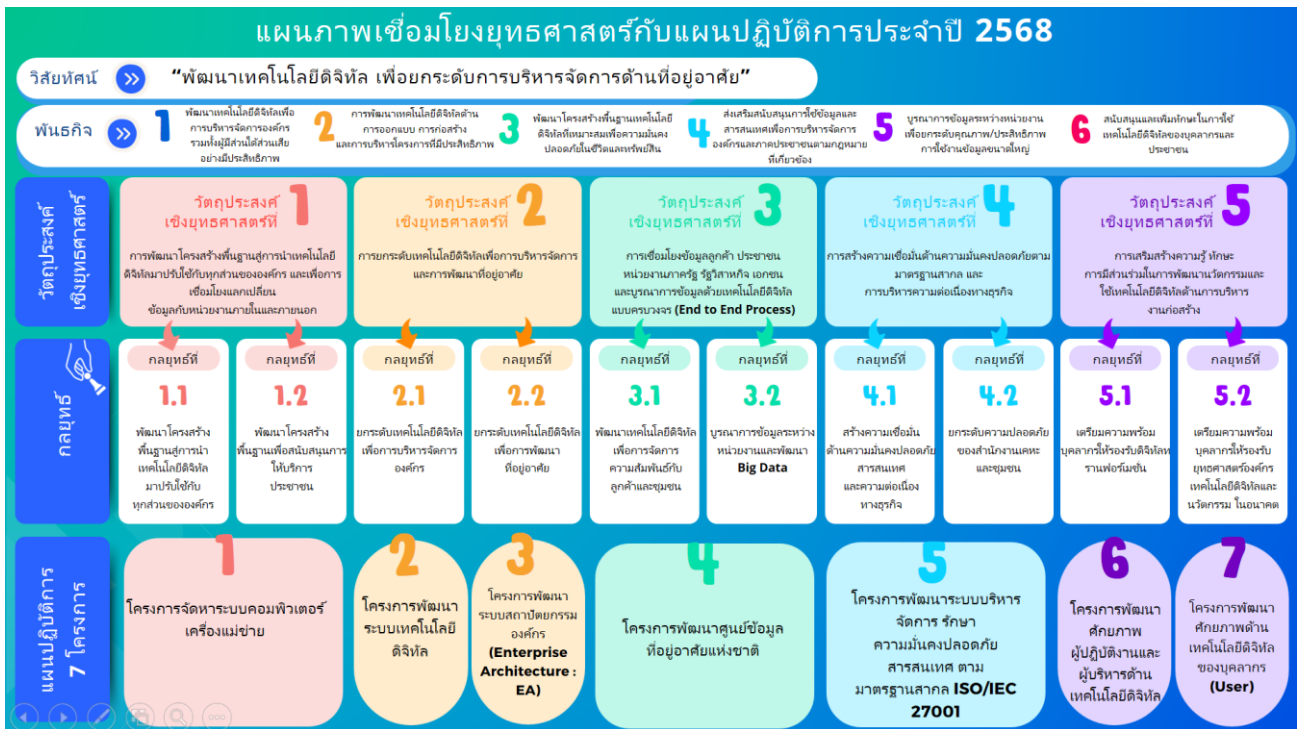 แผนภาพเชื่อมโยงยุทธศาสตร์กับแผนปฏิบัติการประจำปี 2568
วิสัยทัศน์
“พัฒนาเทคโนโลยีดิจิทัล เพื่อยกระดับการบริหารจัดการด้านที่อยู่อาศัย”
พันธกิจ
1
พัฒนาเทคโนโลยีดิจิทัลเพื่อ
การบริหารจัดการองค์กร
รวมทั้งผู้มีส่วนได้ส่วนเสีย
อย่างมีประสิทธิภาพ
2
การพัฒนาเทคโนโลยีดิจิทัลด้าน
การออกแบบ การก่อสร้าง
และการบริหารโครงการที่มีประสิทธิภาพ
3
พัฒนาโครงสร้างพื้นฐานเทคโนโลยี
ดิจิทัลที่เหมาะสมเพื่อความมั่นคง
ปลอดภัยในชีวิตและทรัพย์สิน
4
ส่งเสริมสนับสนุนการใช้ข้อมูลและ
สารสนเทศเพื่อการบริหารจัดการ
องค์กรและภาคประชาชนตามกฎหมาย
ที่เกี่ยวข้อง
5
บูรณาการข้อมูลระหว่างหน่วยงาน
เพื่อยกระดับคุณภาพ/ประสิทธิภาพ
การใช้งานข้อมูลขนาดใหญ่
6
สนับสนุนและเพิ่มทักษะในการใช้
เทคโนโลยีดิจิทัลของบุคลากรและ
ประชาชน
วัตถุประสงค์
เชิงยุทธศาสตร์
วัตถุประสงค์
เชิงยุทธศาสตร์ที่ 1
การพัฒนาโครงสร้างพื้นฐานสู่การนำเทคโนโลยี
ดิจิทัลมาปรับใช้กับทุกส่วนขององค์กร และเพื่อการ
เชื่อมโยงแลกเปลี่ยน
ข้อมูลกับหน่วยงานภายในและภายนอก
วัตถุประสงค์
เชิงยุทธศาสตร์ที่ 2
การยกระดับเทคโนโลยีดิจิทัลเพื่อการบริหารจัดการ
และการพัฒนาที่อยู่อาศัย
วัตถุประสงค์
เชิงยุทธศาสตร์ที่ 3
การเชื่อมโยงข้อมูลลูกค้า ประชาชน
หน่วยงานภาครัฐ รัฐวิสาหกิจ เอกชน
และบูรณาการข้อมูลด้วยเทคโนโลยีดิจิทัล
แบบครบวงจร (End to End Process)
วัตถุประสงค์
เชิงยุทธศาสตร์ที่ 4
การสร้างความเชื่อมั่นด้านความมั่นคงปลอดภัยตาม
มาตรฐานสากล และ
การบริหารความต่อเนื่องทางธุรกิจ
วัตถุประสงค์
เชิงยุทธศาสตร์ที่ 5
การเสริมสร้างความรู้ ทักษะ
การมีส่วนร่วมในการพัฒนานวัตกรรมและ
ใช้เทคโนโลยีดิจิทัลด้านการบริหาร
งานก่อสร้าง
กลยุทธ์
กลยุทธ์ที่
1.1
พัฒนาโครงสร้าง
พื้นฐานสู่การนำ
เทคโนโลยีดิจิทัล
มาปรับใช้กับ
ทุกส่วนขององค์กร
กลยุทธ์ที่
1.2
พัฒนาโครงสร้าง
พื้นฐานเพื่อสนับสนุนการ
ให้บริการ
ประชาชน
กลยุทธ์ที่
2.1
ยกระดับเทคโนโลยีดิจิทัล
เพื่อการบริหารจัดการ
องค์กร
กลยุทธ์ที่
2.2
ยกระดับเทคโนโลยีดิจิทัล
เพื่อการพัฒนา
ที่อยู่อาศัย
กลยุทธ์ที่
3.1
พัฒนาเทคโนโลยีดิจิทัล
เพื่อการจัดการ
ความสัมพันธ์กับ
ลูกค้าและชุมชน
กลยุทธ์ที่
3.2
บูรณาการข้อมูลระหว่าง
หน่วยงานและพัฒนา
Big Data
กลยุทธ์ที่
4.1
สร้างความเชื่อมั่น
ด้านความมั่นคงปลอดภัย
สารสนเทศ
และความต่อเนื่อง
ทางธุรกิจ
กลยุทธ์ที่
4.2
ยกระดับความปลอดภัย
ของสำนักงานเคหะ
และชุมชน
กลยุทธ์ที่
5.1
เตรียมความพร้อม
บุคลากรให้รองรับดิจิทัลท
รานฟอร์มชั่น
กลยุทธ์ที่
5.2
เตรียมความพร้อม
บุคลากรให้รองรับ
ยุทธศาสตร์องค์กร
เทคโนโลยีดิจิทัลและ
นวัตกรรม ในอนาคต
แผนปฏิบัติการ
7 โครงการ
1
โครงการจัดหาระบบคอมพิวเตอร์
เครื่องแม่ข่าย
2
โครงการพัฒนา
ระบบเทคโนโลยี
ดิจิทัล
3
โครงการพัฒนา
ระบบสถาปัตยกรรม
องค์กร
(Enterprise
Architecture :
EA)
4
โครงการพัฒนาศูนย์ข้อมูล
ที่อยู่อาศัยแห่งชาติ
5
โครงการพัฒนาระบบบริหาร
จัดการ รักษา
ความมั่นคงปลอดภัย
สารสนเทศ ตาม
มาตรฐานสากล ISO/IEC
27001
6
โครงการพัฒนา
ศักยภาพ
ผู้ปฏิบัติงานและ
ผู้บริหารด้าน
เทคโนโลยีดิจิทัล
7
โครงการพัฒนา
ศักยภาพด้าน
เทคโนโลยีดิจิทัล
ของบุคลากร
(User)